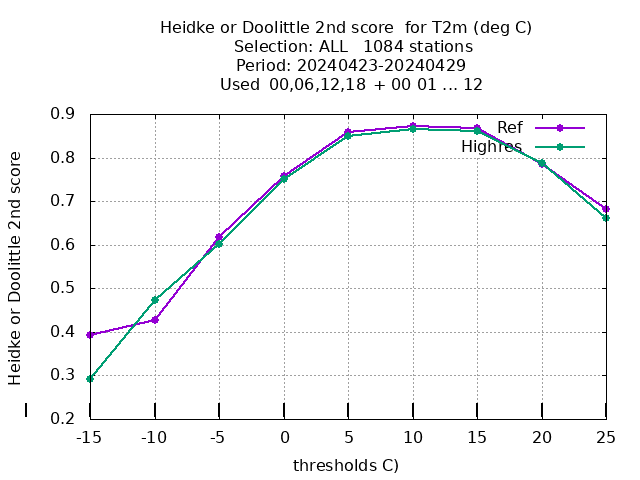 Heidke or Doolittle 2nd score  for T2m (deg C)
Selection: ALL   1084 stations
Period: 20240423-20240429
Used  00,06,12,18  + 00 01 ... 12
Ref
Highres
Heidke or Doolittle 2nd score
0.9
0.8
0.7
0.6
0.5
0.4
0.3
0.2
-15
-10
-5
0
5
10
15
20
25
thresholds C)